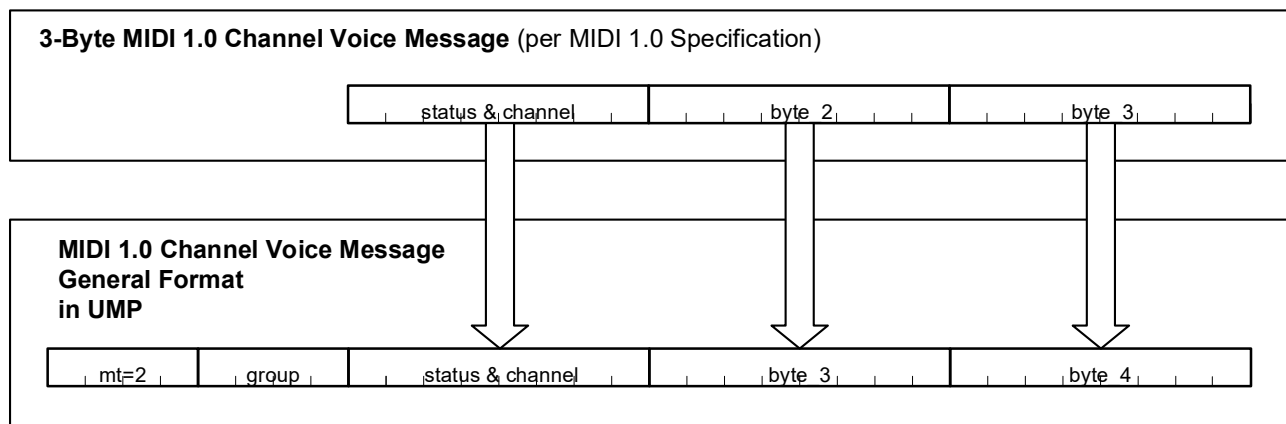 3-Byte MIDI 1.0 Channel Voice Message (per MIDI 1.0 Specification)
status & channel byte 2 byte 3
MIDI 1.0 Channel Voice Message
General Format
in UMP
mt=2 group status & channel byte 3 byte 4